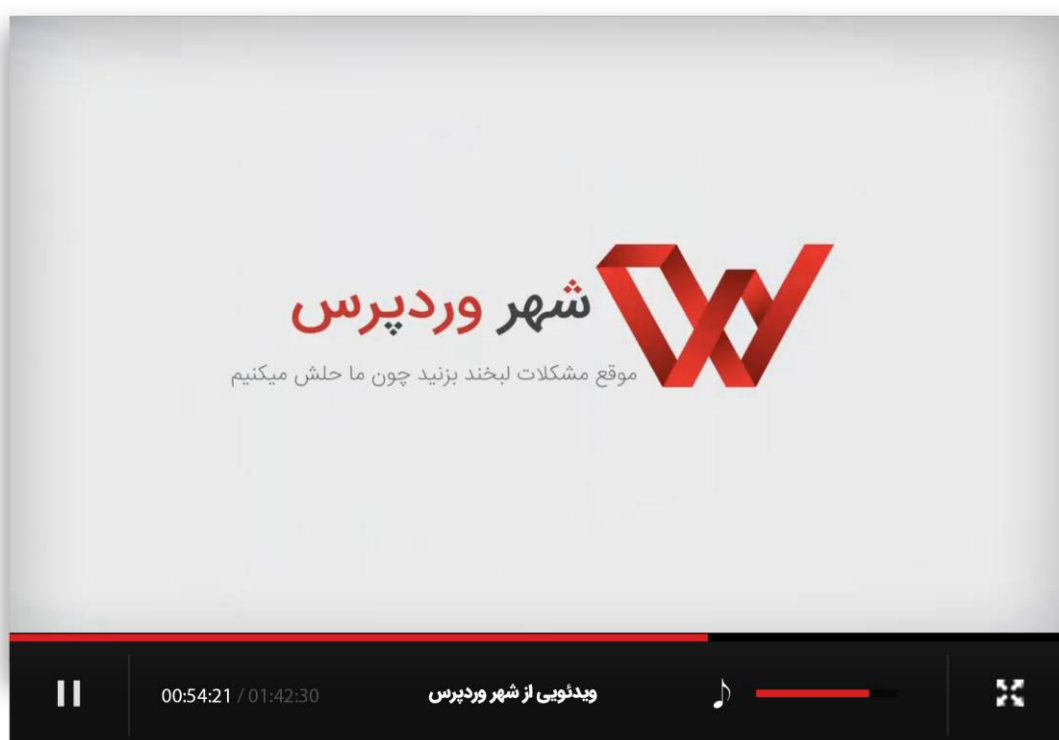 شهر وردپرس
موقع مشکلات لبخند بزنید چون ما حلش میکنیم
00:54:21 / 01:42:30
ویدئویی از شهر وردپرس